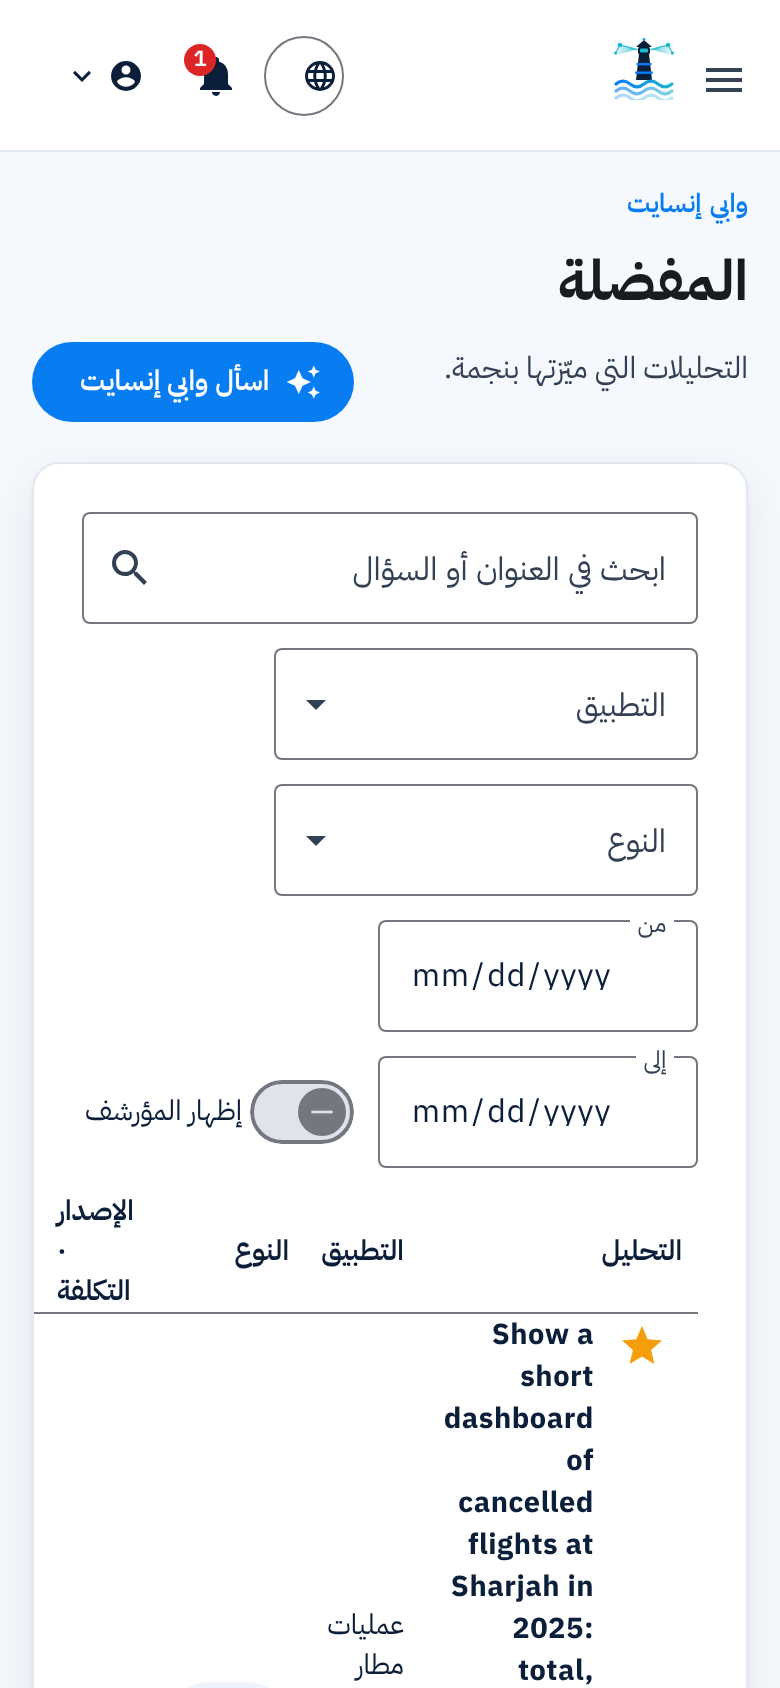 1
وابي إنسايت
المفضلة
التحليلات التي ميّزتها بنجمة.
اسأل وابي إنسايت
ابحث في العنوان أو السؤال
التطبيق
النوع
من
mm/dd/yyyy
إلى
mm/dd/yyyy
إظهار المؤرشف
التحليل
التطبيق
النوع
الإصدار
·
التكلفة
Show a
short
dashboard
of
cancelled
flights at
Sharjah in
2025:
total,
عمليات
مطار